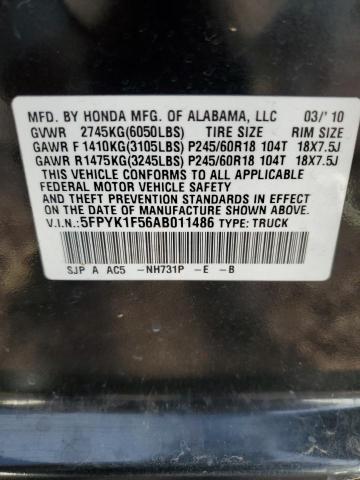 MFD. BY HONDA MFG. OF ALABAMA, LLC 03/'10
GVWR 2745KG(6050LBS) TIRE SIZE RIM SIZE
GAWR F 1410KG(3105LBS) P245/60R18 104T 18X7.5J
GAWR R 1475KG(3245LBS) P245/60R18 104T 18X7.5J
THIS VEHICLE CONFORMS TO ALL APPLICABLE
FEDERAL MOTOR VEHICLE SAFETY AND
THEFT PREVENTION STANDARDS IN EFFECT ON
THE DATE OF MANUFACTURE SHOWN ABOVE.
V.I.N.: 5FPYK1F56AB011486 TYPE: TRUCK
SJP A AC5 -NH731P -E -B